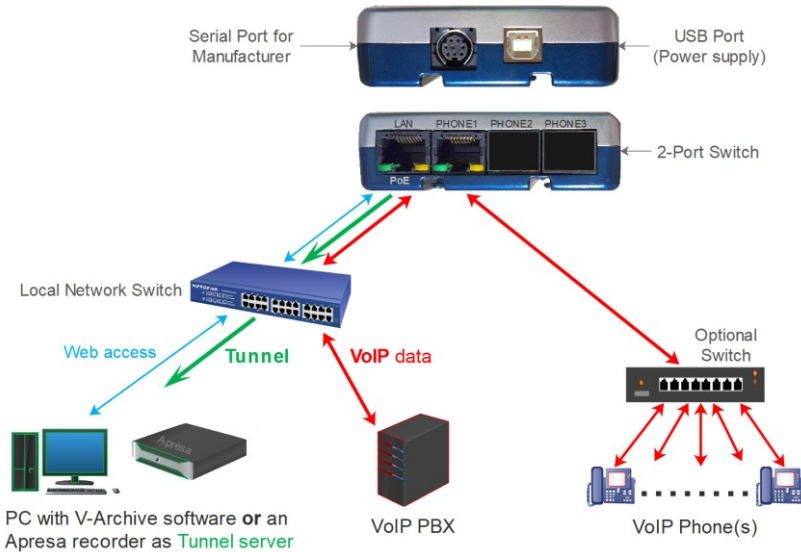 Serial Port for
Manufacturer
USB Port
(Power supply)
LAN PHONE1 PHONE2 PHONE3
PoE
2-Port Switch
Local Network Switch
Web access
Tunnel
VoIP data
Optional
Switch
Apresa
PC with V-Archive software or an
Apresa recorder as Tunnel server
VoIP PBX
VoIP Phone(s)